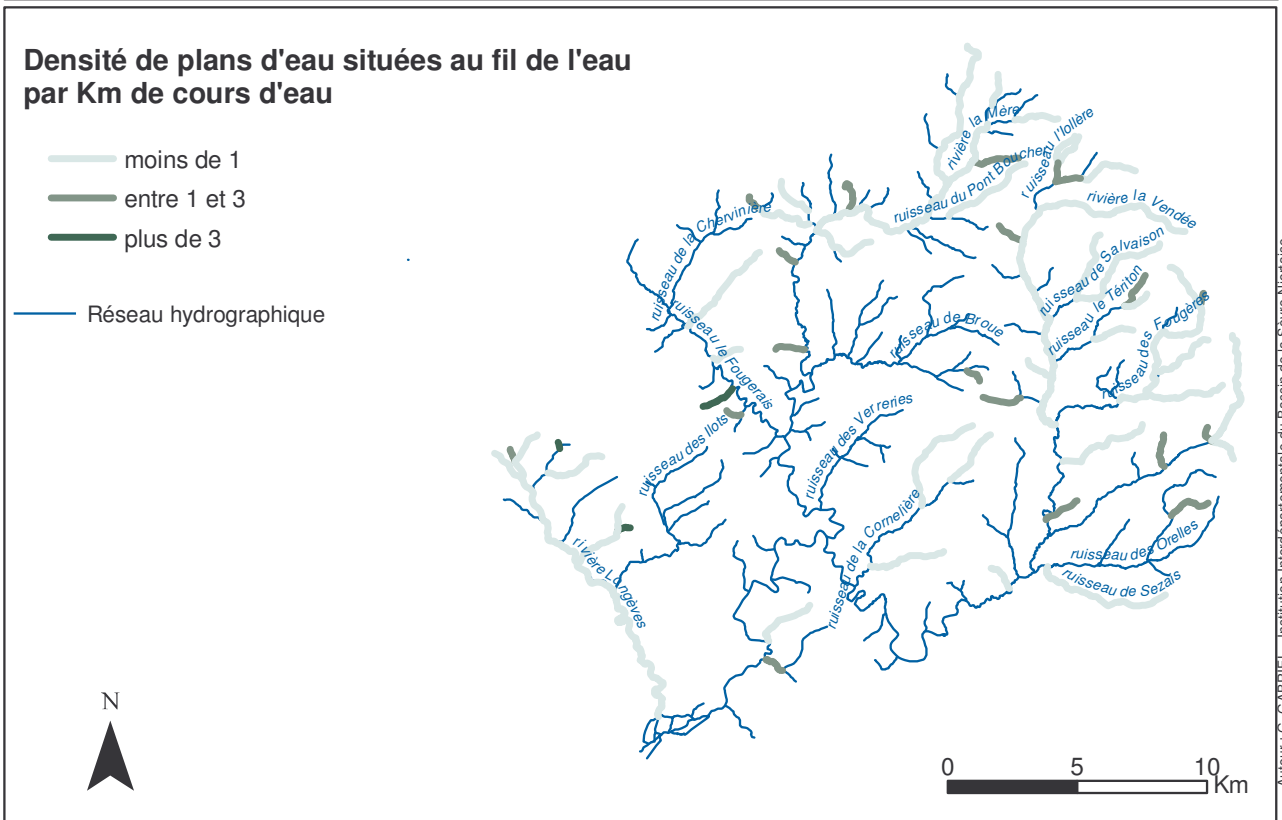 Densité de plans d'eau situées au fil de l'eau
par Km de cours d'eau
moins de 1
entre 1 et 3
plus de 3
Réseau hydrographique
rivière la Mère
ruisseau l'Iolière
ruisseau du Pont Boucher
rivière la Vendée
ruisseau de la Chervinière
ruisseau de Salvaison
ruisseau le Tériton
ruisseau des Fougères
ruisseau le Fougerais
ruisseau de Broue
ruisseau des Verreries
ruisseau des Ilots
ruisseau de la Cornelière
rivière Longèves
ruisseau des Orelles
ruisseau de Sezais
N
0 5 10
Km